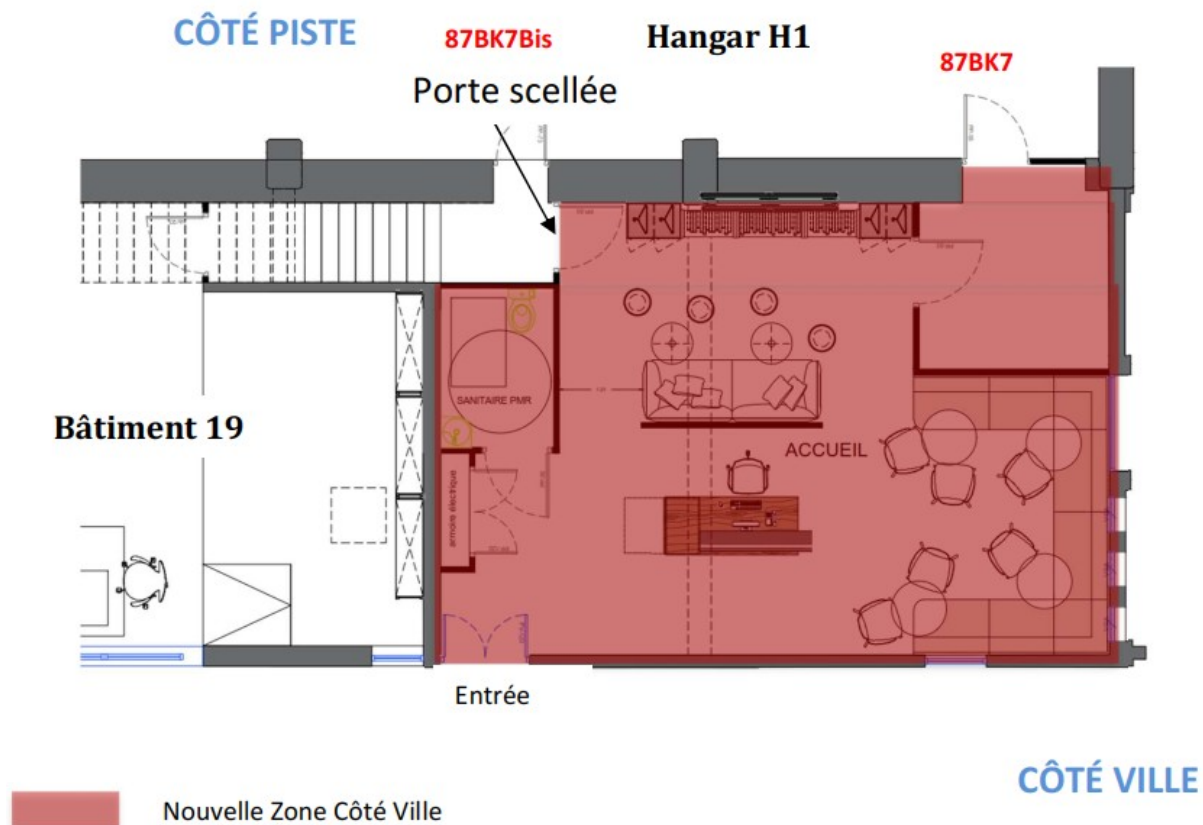 CÔTÉ PISTE
87BK7Bis
Hangar H1
87BK7
Porte scellée
Bâtiment 19
SANITAIRE PMR
ACCUEIL
armoire électrique
Entrée
CÔTÉ VILLE
Nouvelle Zone Côté Ville